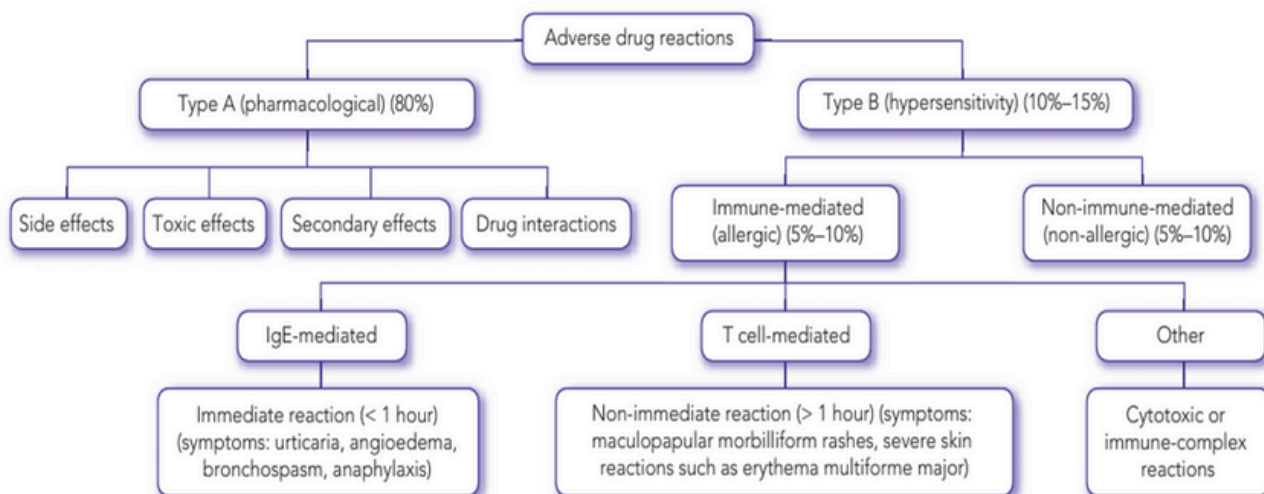 Adverse drug reactions
Type A (pharmacological) (80%)
Type B (hypersensitivity) (10%–15%)
Side effects
Toxic effects
Secondary effects
Drug interactions
Immune-mediated
(allergic) (5%–10%)
Non-immune-mediated
(non-allergic) (5%–10%)
IgE-mediated
T cell-mediated
Other
Immediate reaction (< 1 hour)
(symptoms: urticaria, angioedema,
bronchospasm, anaphylaxis)
Non-immediate reaction (> 1 hour) (symptoms:
maculopapular morbilliform rashes, severe skin
reactions such as erythema multiforme major)
Cytotoxic or
immune-complex
reactions